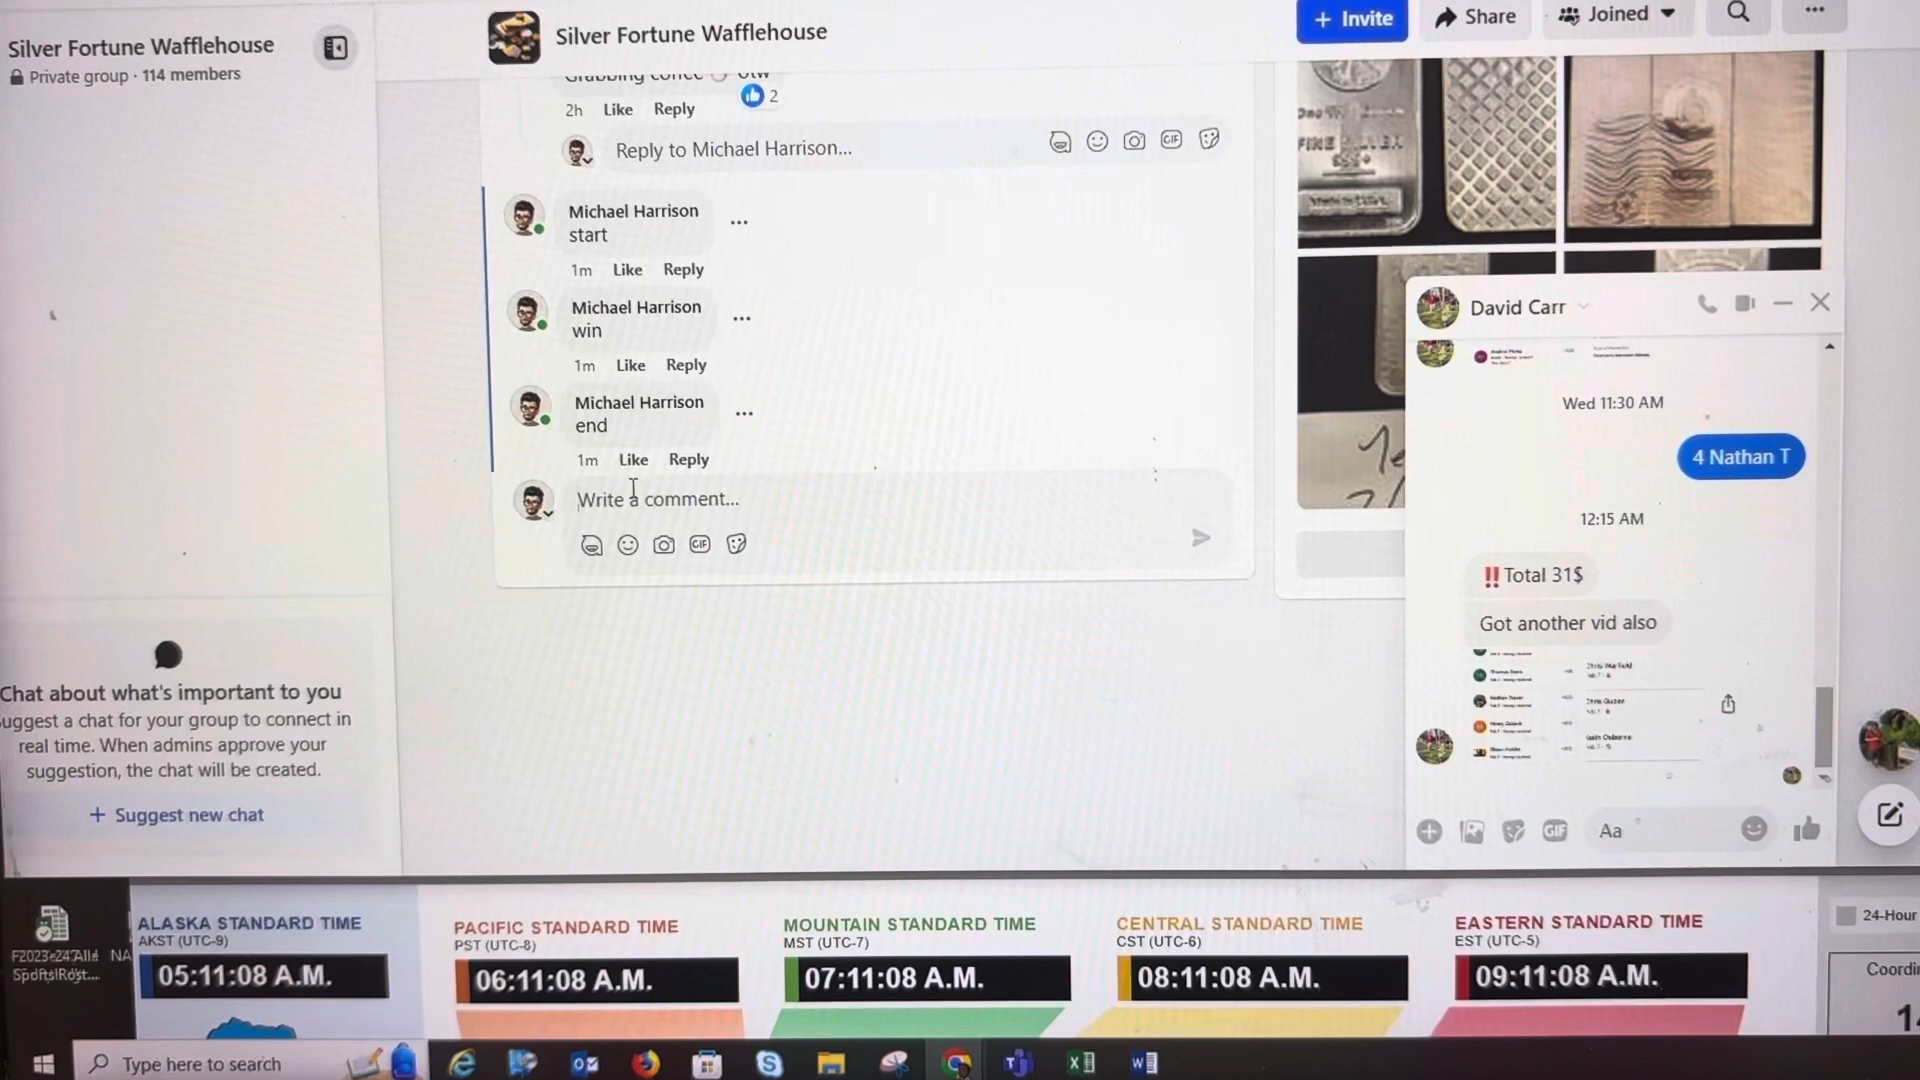 Silver Fortune Wafflehouse
Private group · 114 members
Silver Fortune Wafflehouse
+ Invite
Share
Joined
2
2h Like Reply
Reply to Michael Harrison...
GIF
Michael Harrison
start
1m Like Reply
Michael Harrison
win
1m Like Reply
Michael Harrison
end
1m Like Reply
Write a comment...
GIF
FINE SILVER
999+
David Carr
Wed 11:30 AM
4 Nathan T
12:15 AM
‼️Total 31$
Got another vid also
GIF
Aa
Chat about what's important to you
uggest a chat for your group to connect in
real time. When admins approve your
suggestion, the chat will be created.
+ Suggest new chat
ALASKA STANDARD TIME
AKST (UTC-9)
05:11:08 A.M.
PACIFIC STANDARD TIME
PST (UTC-8)
06:11:08 A.M.
MOUNTAIN STANDARD TIME
MST (UTC-7)
07:11:08 A.M.
CENTRAL STANDARD TIME
CST (UTC-6)
08:11:08 A.M.
EASTERN STANDARD TIME
EST (UTC-5)
09:11:08 A.M.
24-Hour
Coordi
Type here to search